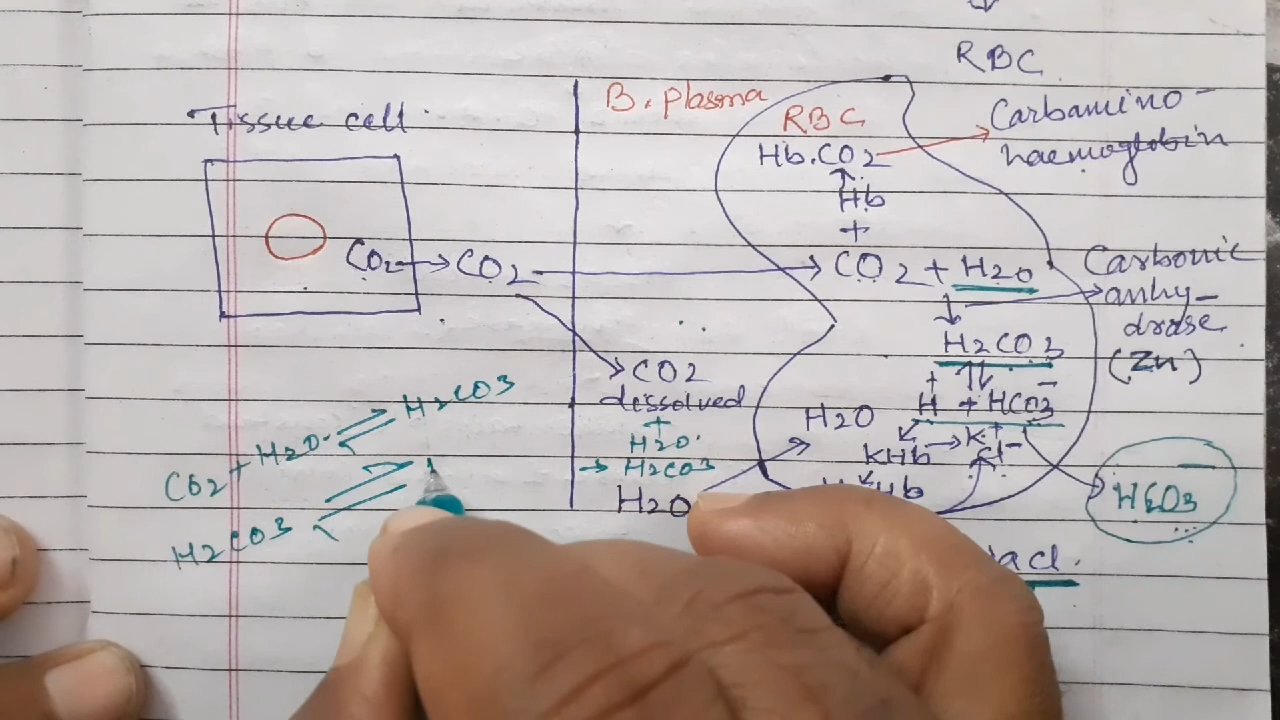 RBC
Tissue cell
B. plasma
RBC
Carbamino-
haemoglobin
Hb.CO2
Hb
+
CO2
CO2
CO2 + H2O
Carbonic
anhy-
drase
(Zn)
H2CO3
H+ + HCO3-
CO2
dessolved
+
H2O
H2CO3
H2O
H2O
KHb
K+
Cl-
HCO3
CO2 + H2O
H2CO3
H2CO3